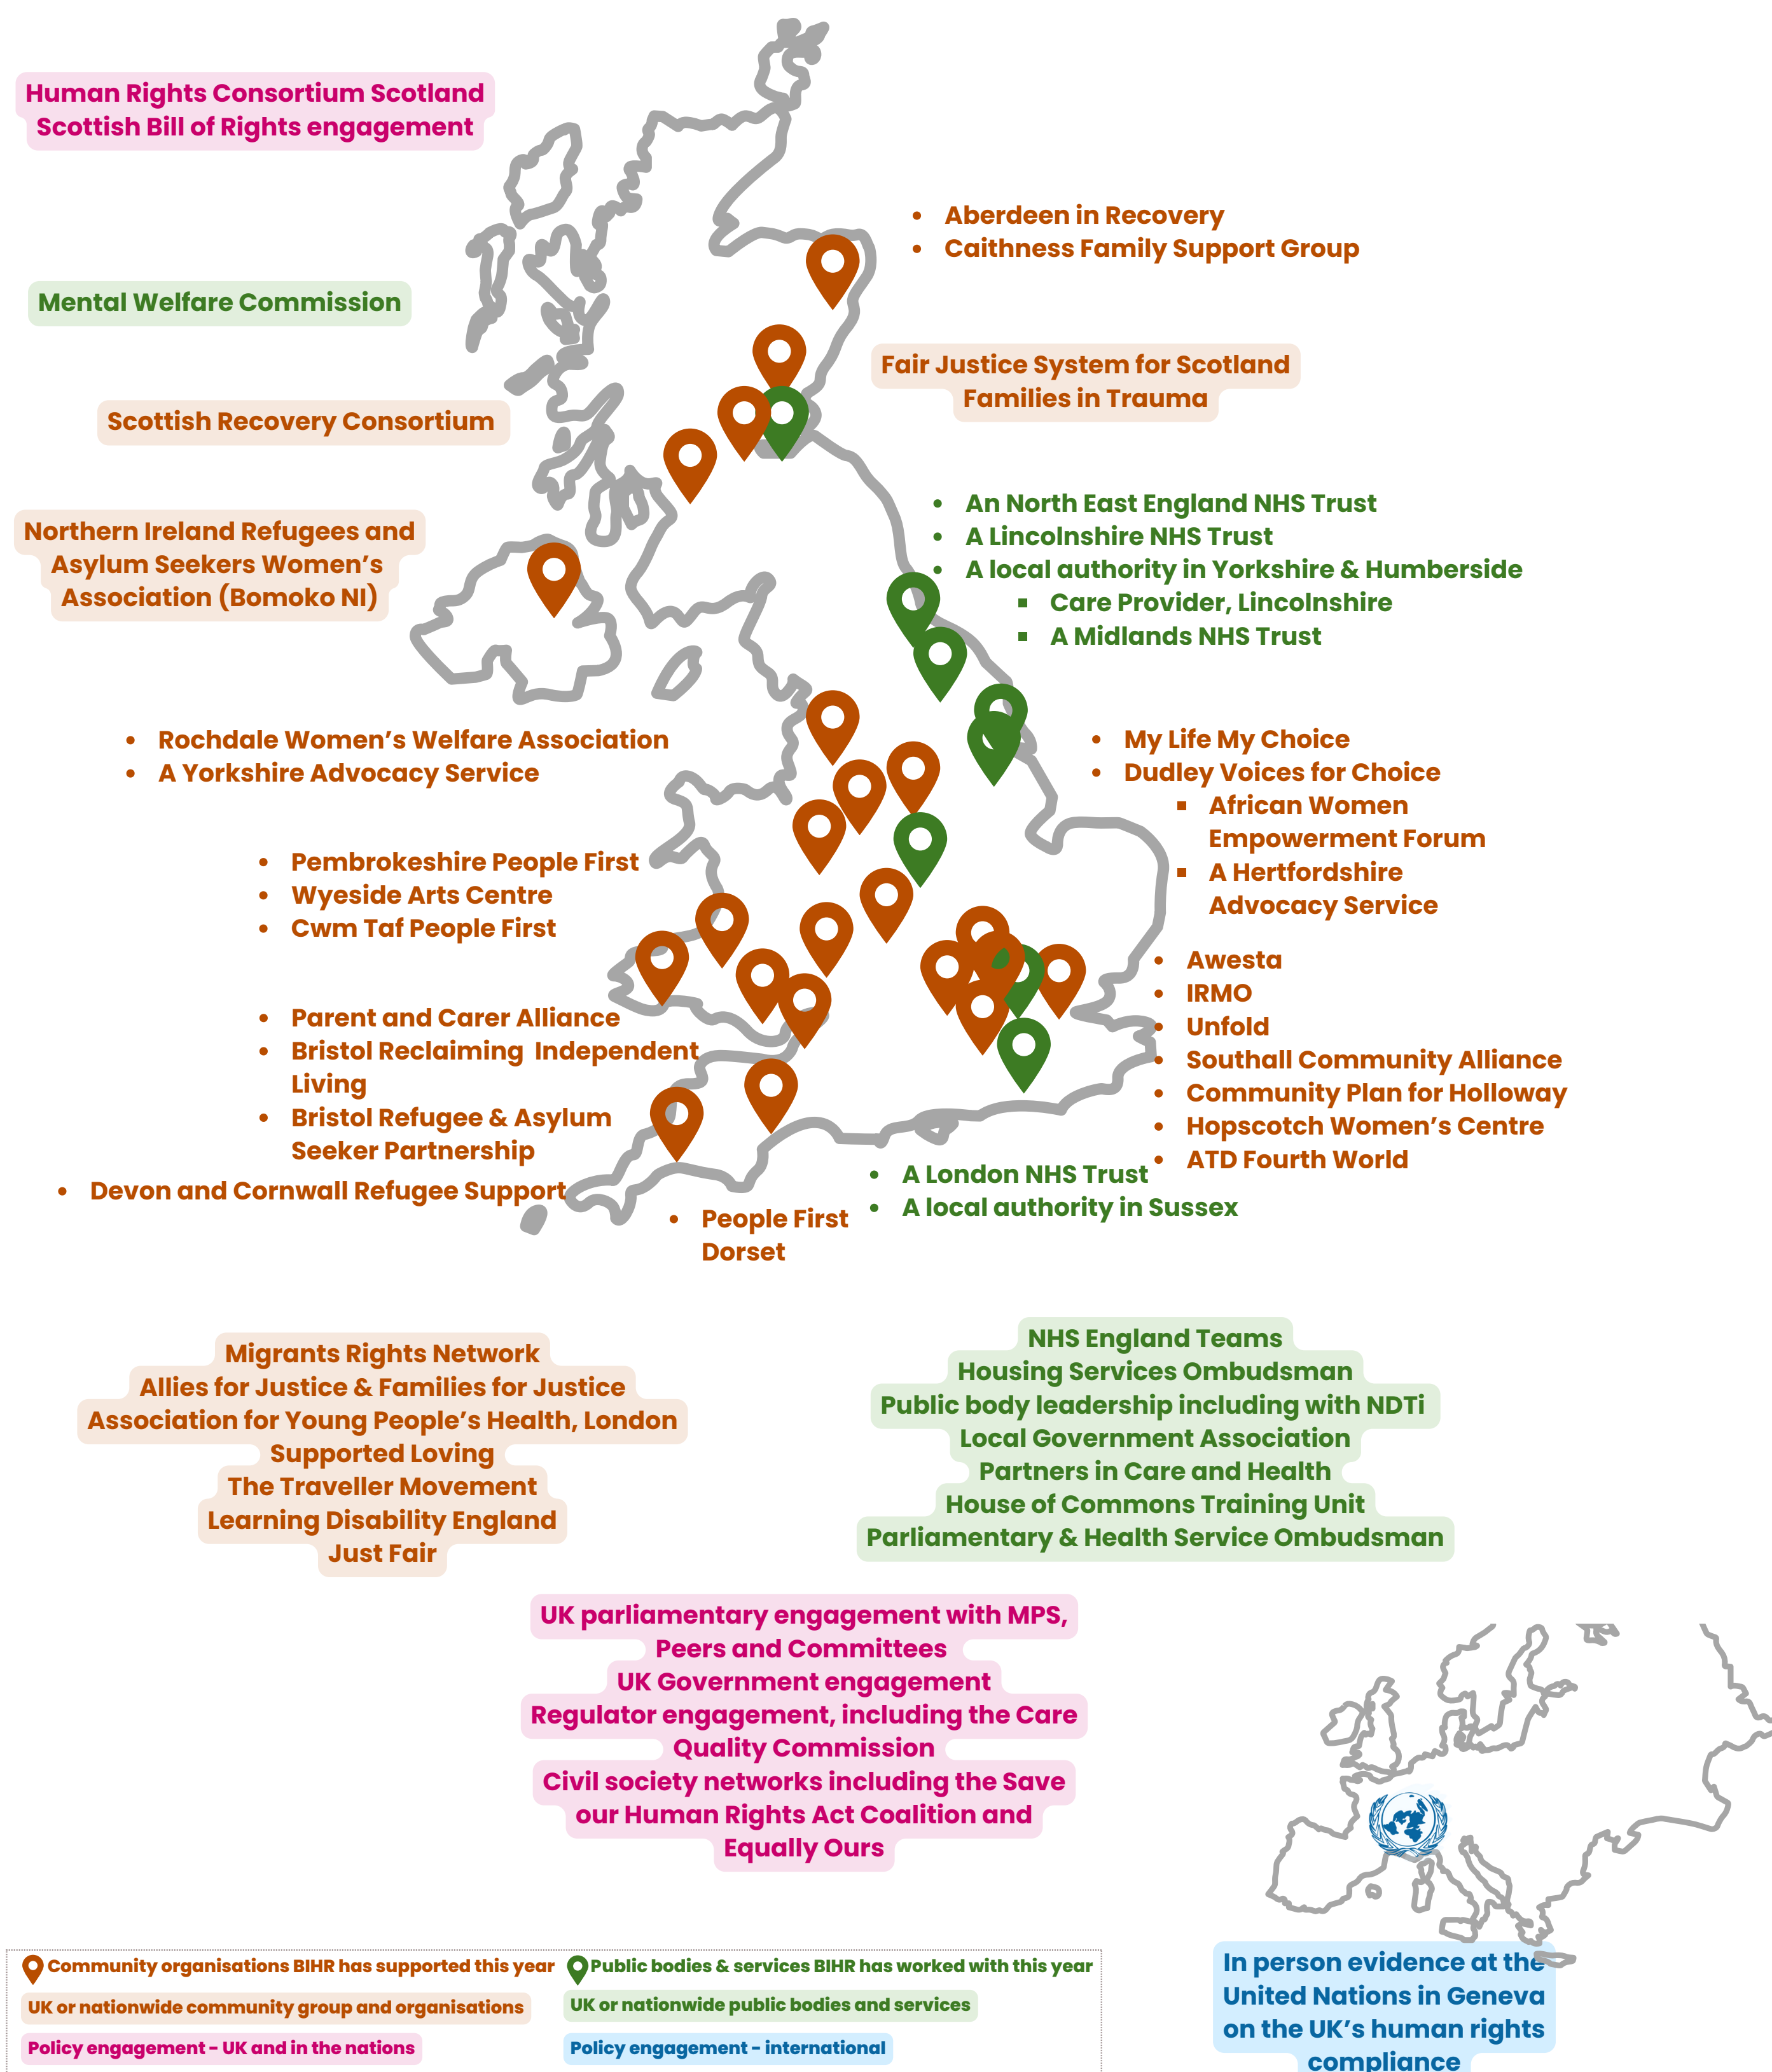 Human Rights Consortium Scotland
Scottish Bill of Rights engagement
Aberdeen in Recovery
Caithness Family Support Group
Mental Welfare Commission
Fair Justice System for Scotland
Families in Trauma
Scottish Recovery Consortium
An North East England NHS Trust
A Lincolnshire NHS Trust
A local authority in Yorkshire & Humberside
Care Provider, Lincolnshire
A Midlands NHS Trust
Northern Ireland Refugees and
Asylum Seekers Women’s
Association (Bomoko NI)
Rochdale Women’s Welfare Association
A Yorkshire Advocacy Service
My Life My Choice
Dudley Voices for Choice
African Women
Empowerment Forum
A Hertfordshire
Advocacy Service
Pembrokeshire People First
Wyeside Arts Centre
Cwm Taf People First
Awesta
IRMO
Unfold
Southall Community Alliance
Community Plan for Holloway
Hopscotch Women’s Centre
ATD Fourth World
Parent and Carer Alliance
Bristol Reclaiming Independent
Living
Bristol Refugee & Asylum
Seeker Partnership
Devon and Cornwall Refugee Support
A London NHS Trust
A local authority in Sussex
People First
Dorset
Migrants Rights Network
Allies for Justice & Families for Justice
Association for Young People’s Health, London
Supported Loving
The Traveller Movement
Learning Disability England
Just Fair
NHS England Teams
Housing Services Ombudsman
Public body leadership including with NDTi
Local Government Association
Partners in Care and Health
House of Commons Training Unit
Parliamentary & Health Service Ombudsman
UK parliamentary engagement with MPS,
Peers and Committees
UK Government engagement
Regulator engagement, including the Care
Quality Commission
Civil society networks including the Save
our Human Rights Act Coalition and
Equally Ours
In person evidence at the
United Nations in Geneva
on the UK’s human rights
compliance
Community organisations BIHR has supported this year
Public bodies & services BIHR has worked with this year
UK or nationwide community group and organisations
UK or nationwide public bodies and services
Policy engagement - UK and in the nations
Policy engagement - international